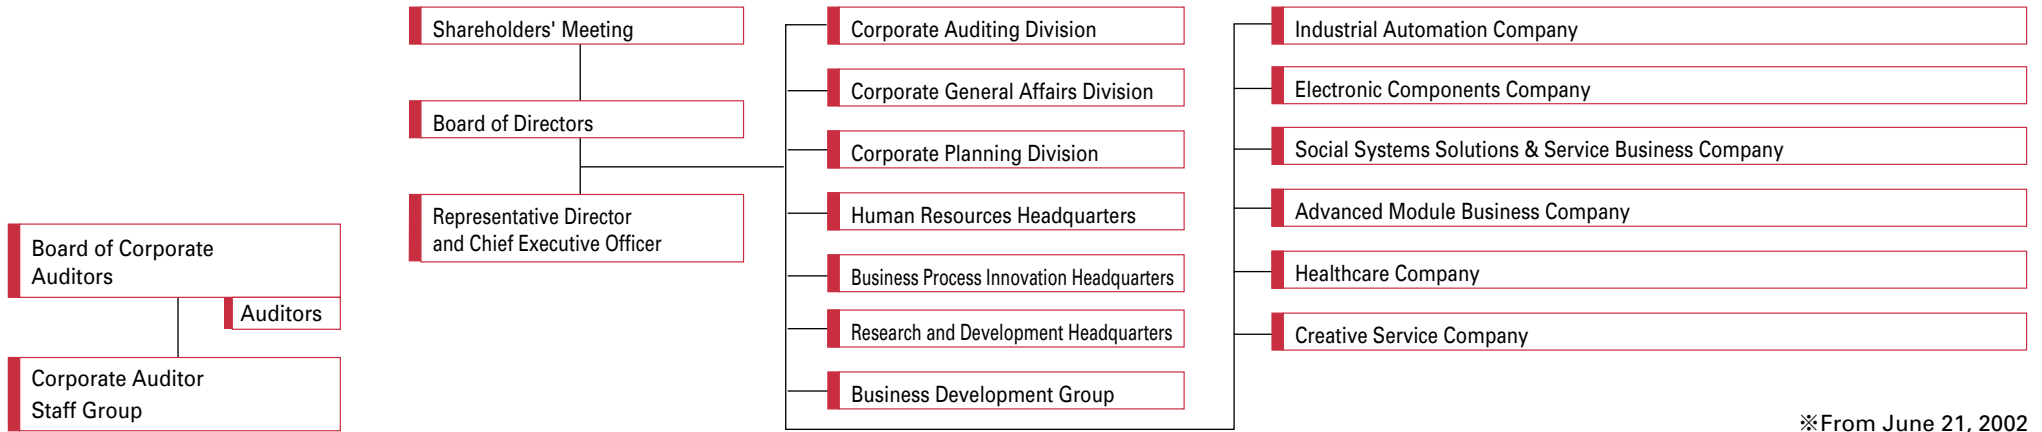 Board of Corporate
Auditors
Auditors
Corporate Auditor
Staff Group
Shareholders' Meeting
Board of Directors
Representative Director
and Chief Executive Officer
Corporate Auditing Division
Corporate General Affairs Division
Corporate Planning Division
Human Resources Headquarters
Business Process Innovation Headquarters
Research and Development Headquarters
Business Development Group
Industrial Automation Company
Electronic Components Company
Social Systems Solutions & Service Business Company
Advanced Module Business Company
Healthcare Company
Creative Service Company
※From June 21, 2002